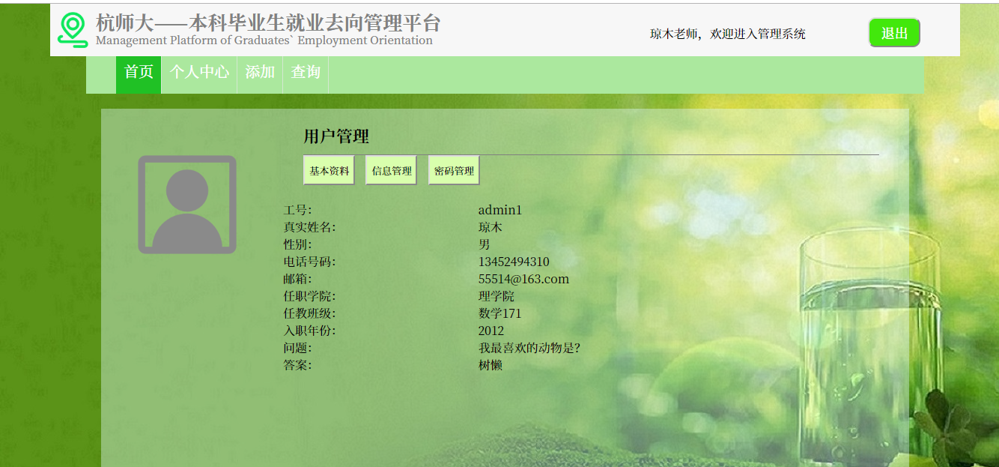 杭师大——本科毕业生就业去向管理平台
Management Platform of Graduates` Employment Orientation
琼木老师，欢迎进入管理系统
退出
首页 个人中心 添加 查询
用户管理
基本资料 信息管理 密码管理
工号： admin1
真实姓名： 琼木
性别： 男
电话号码： 13452494310
邮箱： 55514@163.com
任职学院： 理学院
任教班级： 数学171
入职年份： 2012
问题： 我最喜欢的动物是？
答案： 树懒